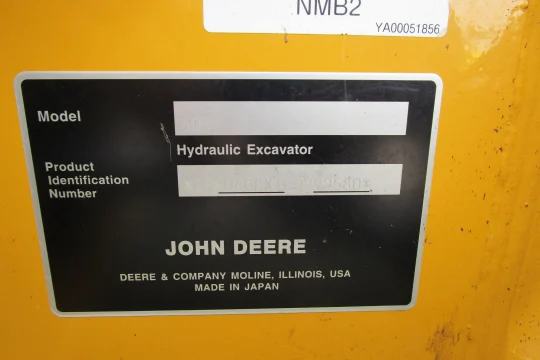 NMB2
YA00051856
Model
Hydraulic Excavator
Product
Identification
Number
JOHN DEERE
DEERE & COMPANY MOLINE, ILLINOIS, USA
MADE IN JAPAN